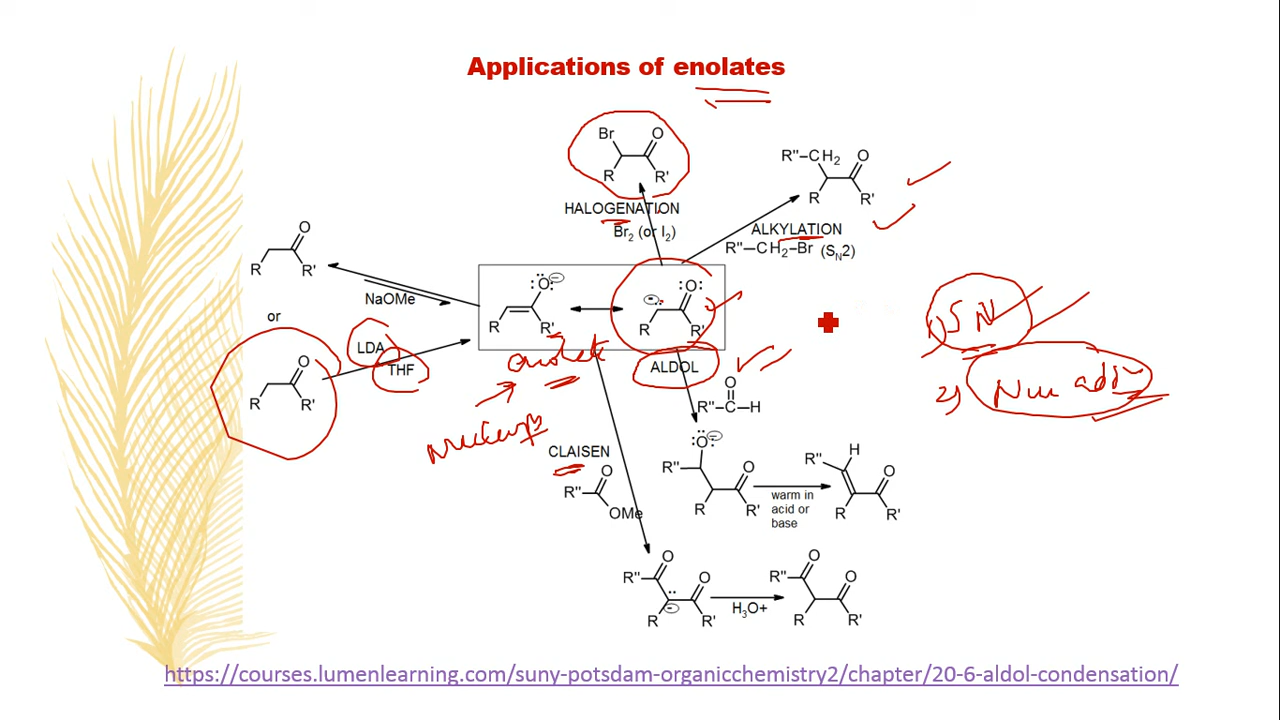 Applications of enolates
Br O
R R'
HALOGENATION
Br2 (or I2)
R"–CH2 O
R R'
ALKYLATION
R"–CH2–Br (SN2)
O
R R'
NaOMe
or
LDA
THF
O
R R'
O:
R R'
:O:
R R'
enolate
ALDOL
O
R"–C–H
1) SN
2) Nu addn
CLAISEN
R" O
OMe
:O:
R" O
R R'
warm in
acid or
base
R" H
O
R R'
O
R" O
R R'
H3O+
O
R" O
R R'
https://courses.lumenlearning.com/suny-potsdam-organicchemistry2/chapter/20-6-aldol-condensation/